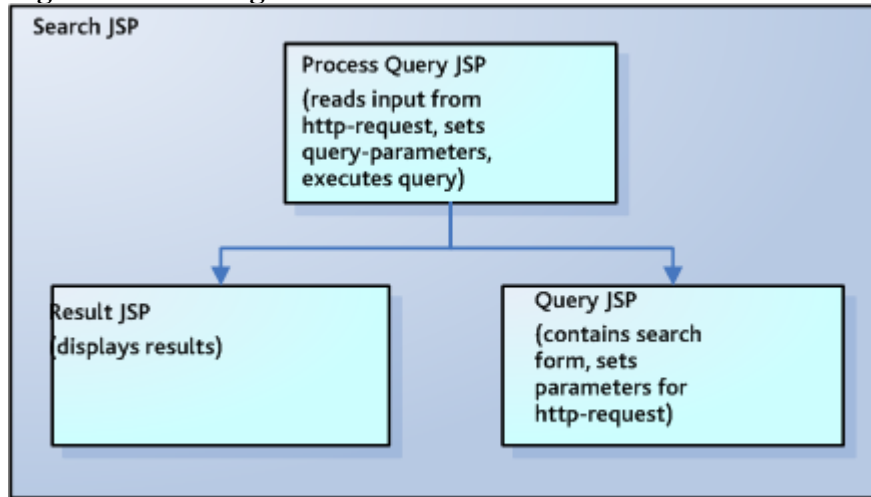 Search JSP
Process Query JSP
(reads input from
http-request, sets
query-parameters,
executes query)
Result JSP
(displays results)
Query JSP
(contains search
form, sets
parameters for
http-request)